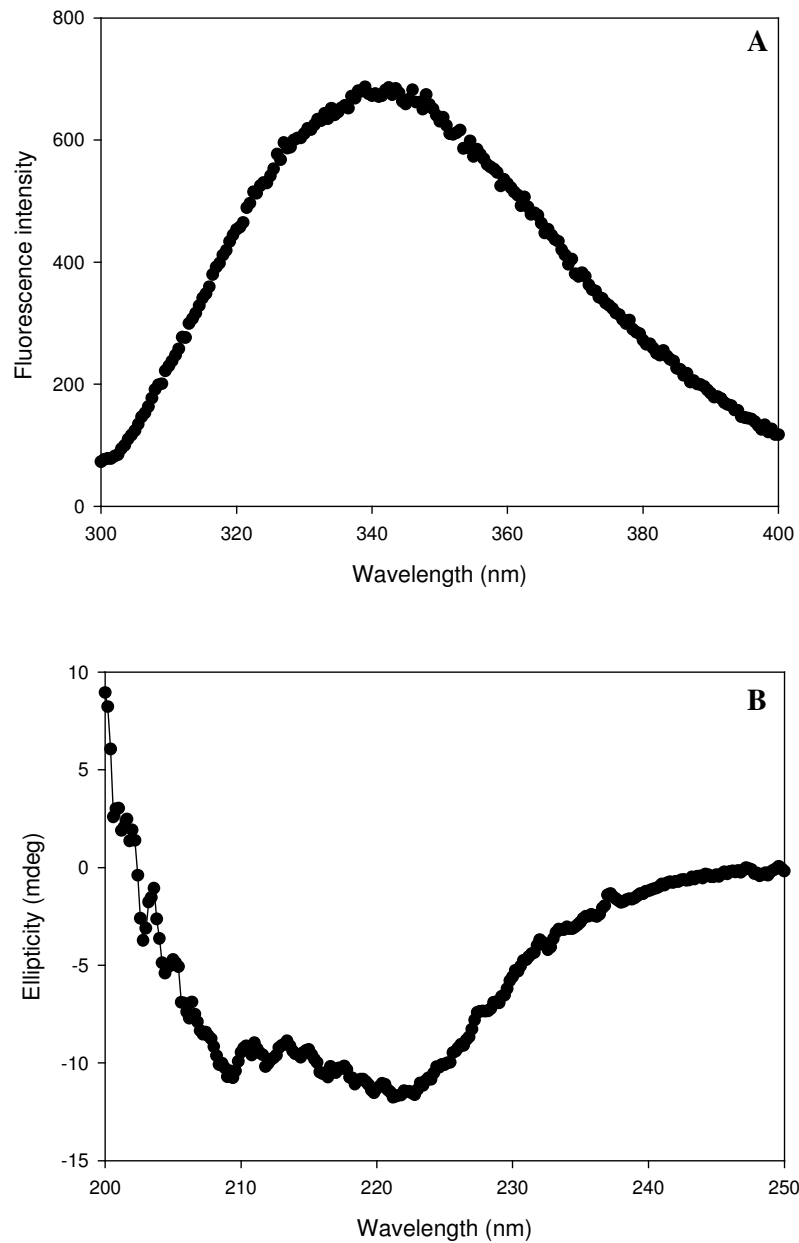 A
800
600
400
200
0
Fluorescence intensity
300 320 340 360 380 400
Wavelength (nm)
B
10
5
0
-5
-10
-15
Ellipticity (mdeg)
200 210 220 230 240 250
Wavelength (nm)